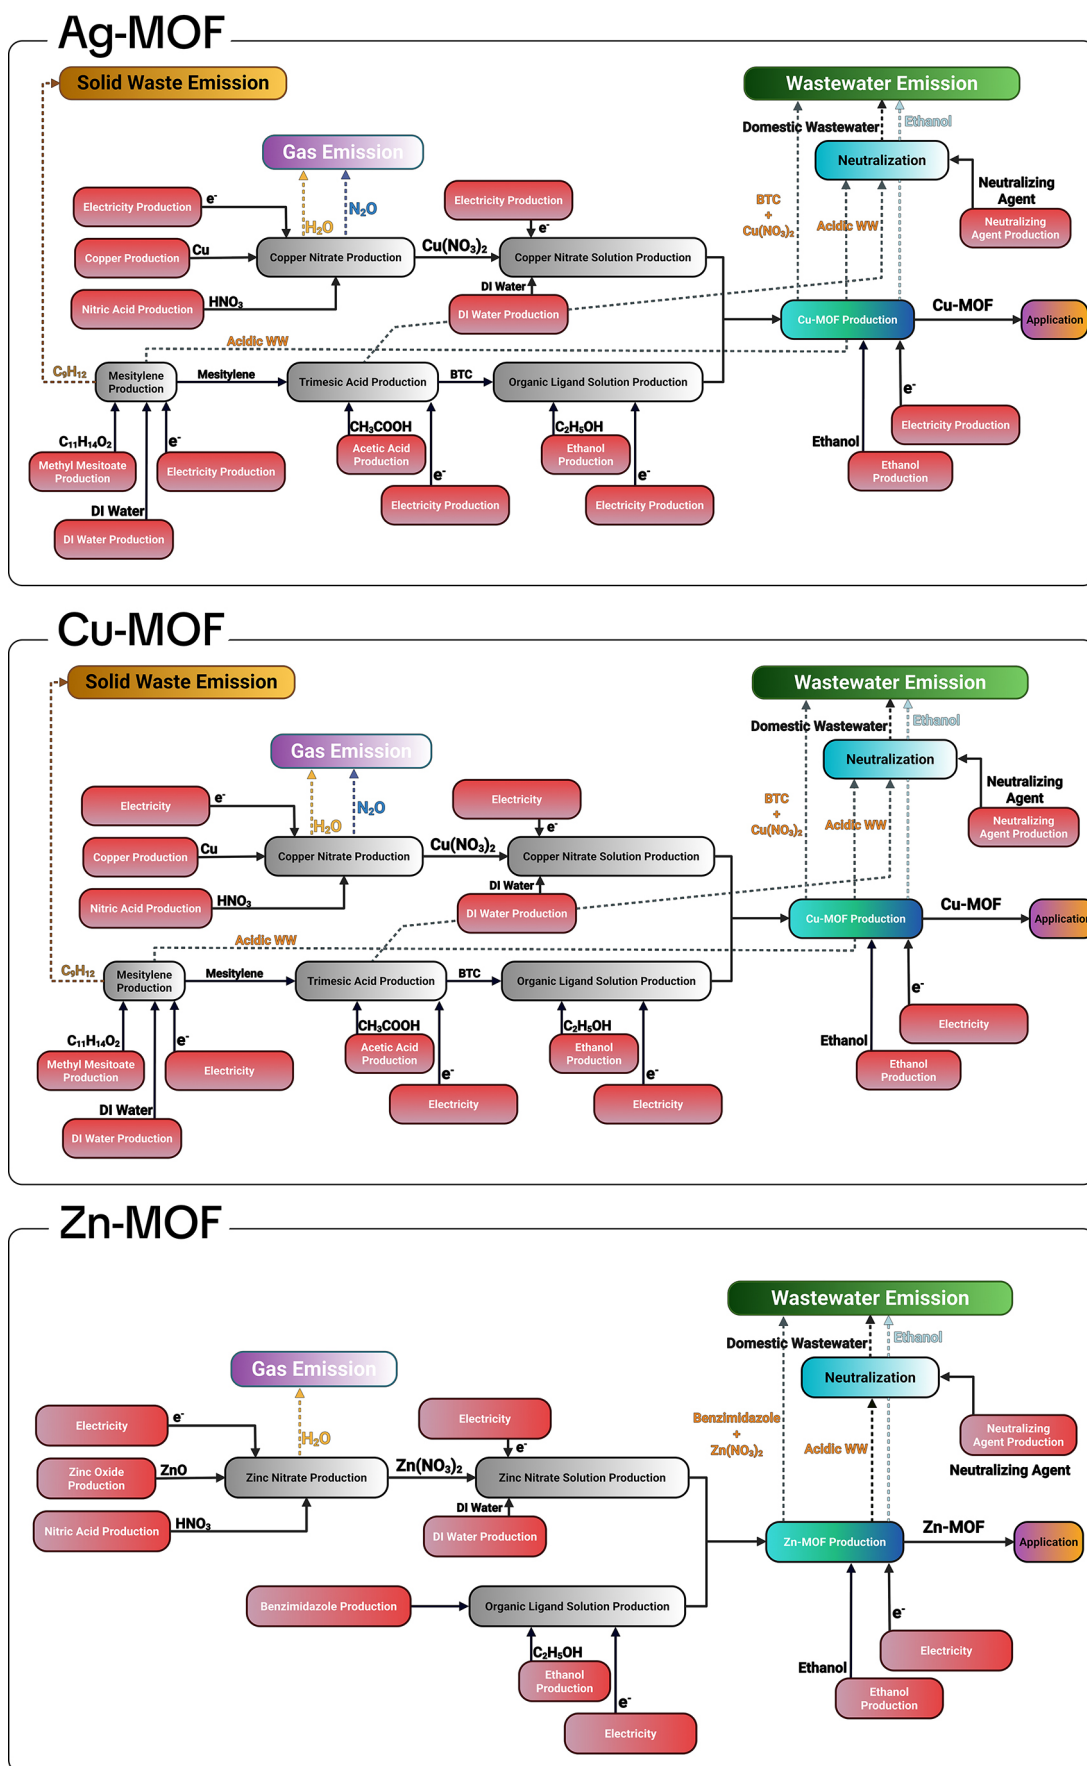 Ag-MOF
Solid Waste Emission
Wastewater Emission
Domestic Wastewater
Ethanol
Gas Emission
Neutralization
Neutralizing
Agent
Neutralizing
Agent Production
Electricity Production
e-
H₂O
N₂O
Electricity Production
e-
BTC
+
Cu(NO₃)₂
Acidic WW
Copper Production
Cu
Copper Nitrate Production
Cu(NO₃)₂
Copper Nitrate Solution Production
Nitric Acid Production
HNO₃
DI Water
DI Water Production
Cu-MOF Production
Cu-MOF
Application
Acidic WW
C₉H₁₂
Mesitylene
Production
Mesitylene
Trimesic Acid Production
BTC
Organic Ligand Solution Production
C₁₁H₁₄O₂
Methyl Mesitoate
Production
e-
Electricity Production
CH₃COOH
Acetic Acid
Production
e-
Electricity Production
C₂H₅OH
Ethanol
Production
e-
Electricity Production
e-
Electricity Production
Ethanol
Ethanol
Production
DI Water
DI Water Production
Cu-MOF
Solid Waste Emission
Wastewater Emission
Domestic Wastewater
Ethanol
Gas Emission
Neutralization
Neutralizing
Agent
Neutralizing
Agent Production
Electricity
e-
H₂O
N₂O
Electricity
e-
BTC
+
Cu(NO₃)₂
Acidic WW
Copper Production
Cu
Copper Nitrate Production
Cu(NO₃)₂
Copper Nitrate Solution Production
Nitric Acid Production
HNO₃
DI Water
DI Water Production
Cu-MOF Production
Cu-MOF
Application
Acidic WW
C₉H₁₂
Mesitylene
Production
Mesitylene
Trimesic Acid Production
BTC
Organic Ligand Solution Production
C₁₁H₁₄O₂
Methyl Mesitoate
Production
e-
Electricity
CH₃COOH
Acetic Acid
Production
e-
Electricity
C₂H₅OH
Ethanol
Production
e-
Electricity
e-
Electricity
Ethanol
Ethanol
Production
DI Water
DI Water Production
Zn-MOF
Wastewater Emission
Domestic Wastewater
Ethanol
Gas Emission
Neutralization
Neutralizing
Agent Production
Neutralizing Agent
Electricity
e-
H₂O
Electricity
e-
Benzimidazole
+
Zn(NO₃)₂
Acidic WW
Zinc Oxide
Production
ZnO
Zinc Nitrate Production
Zn(NO₃)₂
Zinc Nitrate Solution Production
Nitric Acid Production
HNO₃
DI Water
DI Water Production
Zn-MOF Production
Zn-MOF
Application
Benzimidazole Production
Organic Ligand Solution Production
C₂H₅OH
Ethanol
Production
e-
Electricity
e-
Electricity
Ethanol
Ethanol
Production